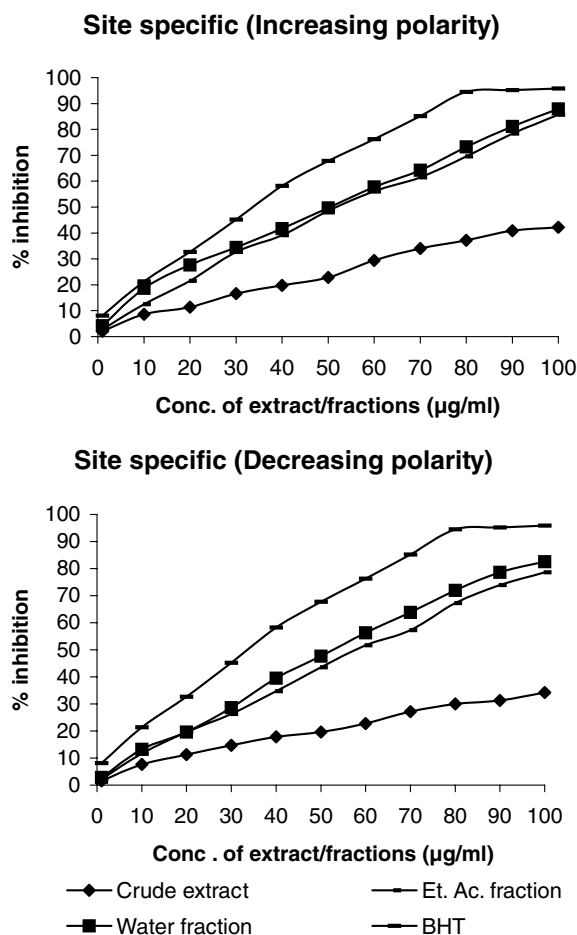 Site specific (Increasing polarity)
100
90
80
70
60
50
40
30
20
10
0
% inhibition
0 10 20 30 40 50 60 70 80 90 100
Conc. of extract/fractions (µg/ml)
Site specific (Decreasing polarity)
100
90
80
70
60
50
40
30
20
10
0
% inhibition
0 10 20 30 40 50 60 70 80 90 100
Conc . of extract/fractions (µg/ml)
Crude extract Et. Ac. fraction
Water fraction BHT